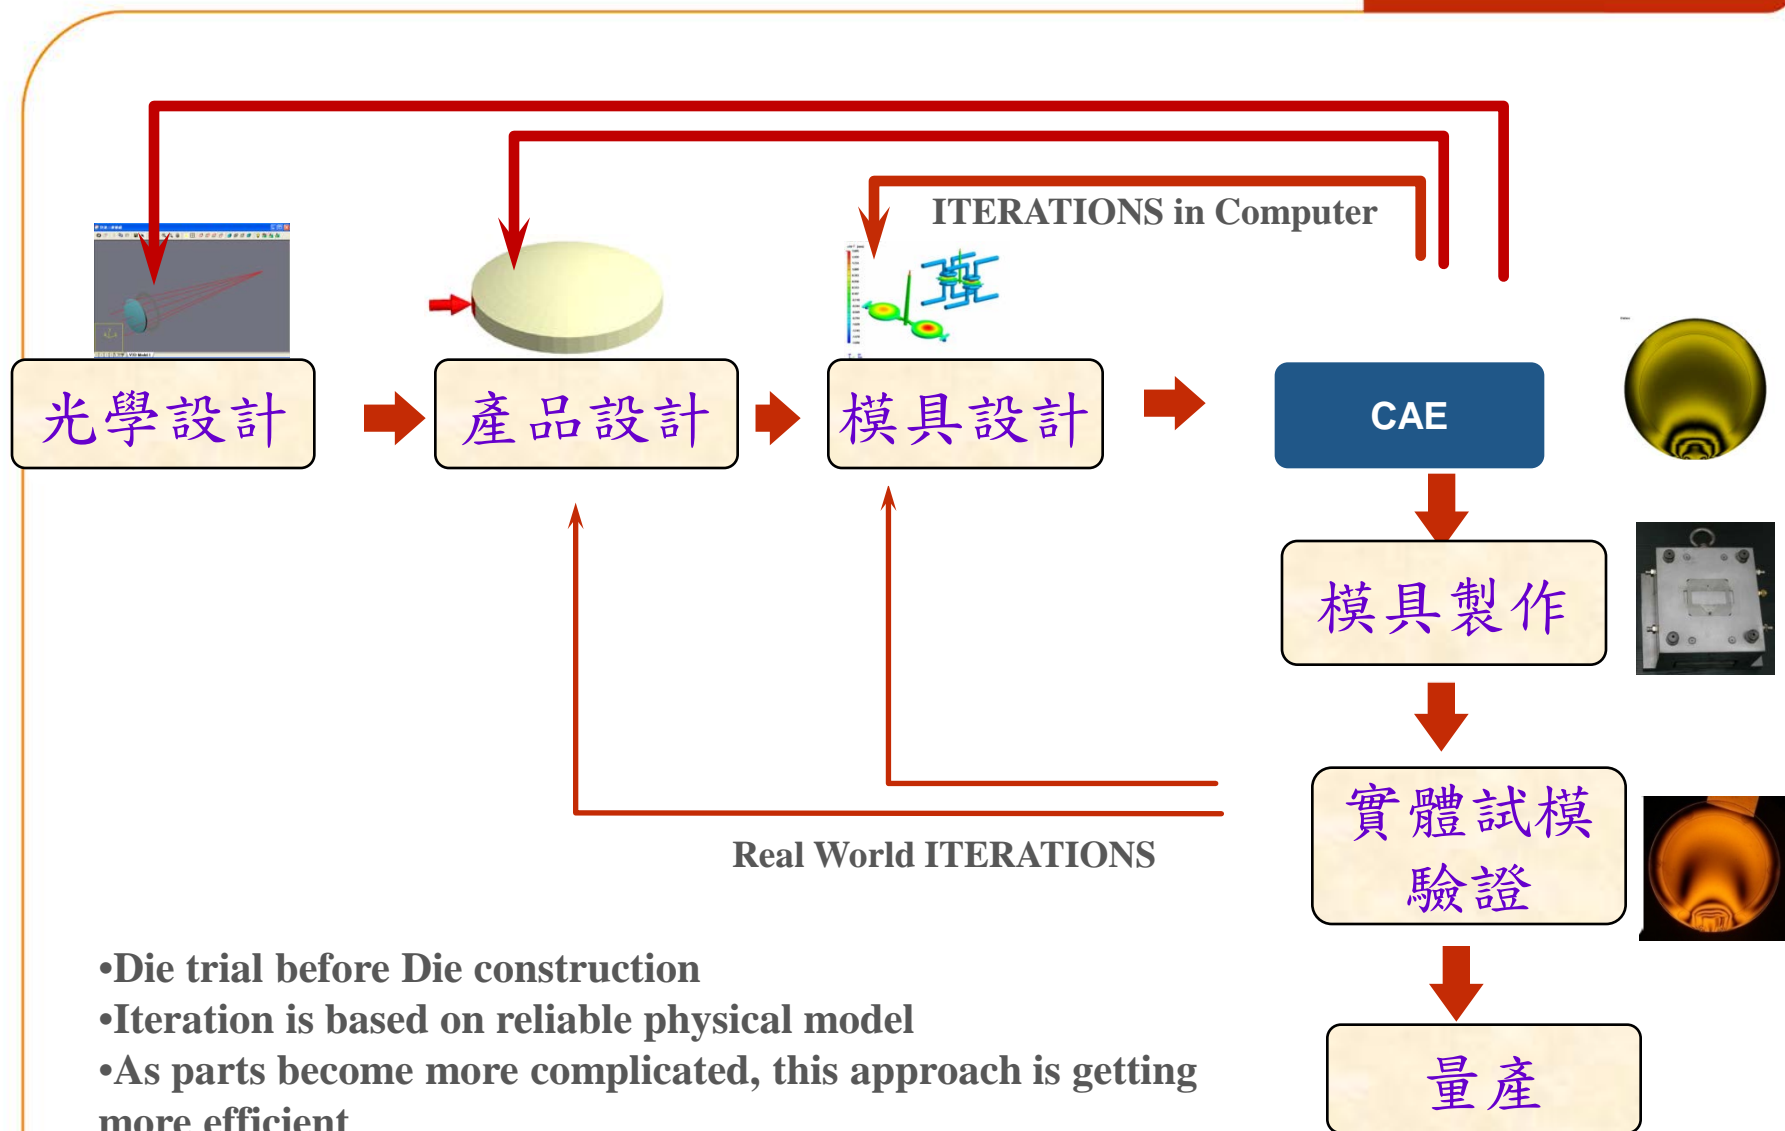 ITERATIONS in Computer
光學設計
產品設計
模具設計
CAE
模具製作
實體試模
驗證
Real World ITERATIONS
•Die trial before Die construction
•Iteration is based on reliable physical model
•As parts become more complicated, this approach is getting
more efficient
量產